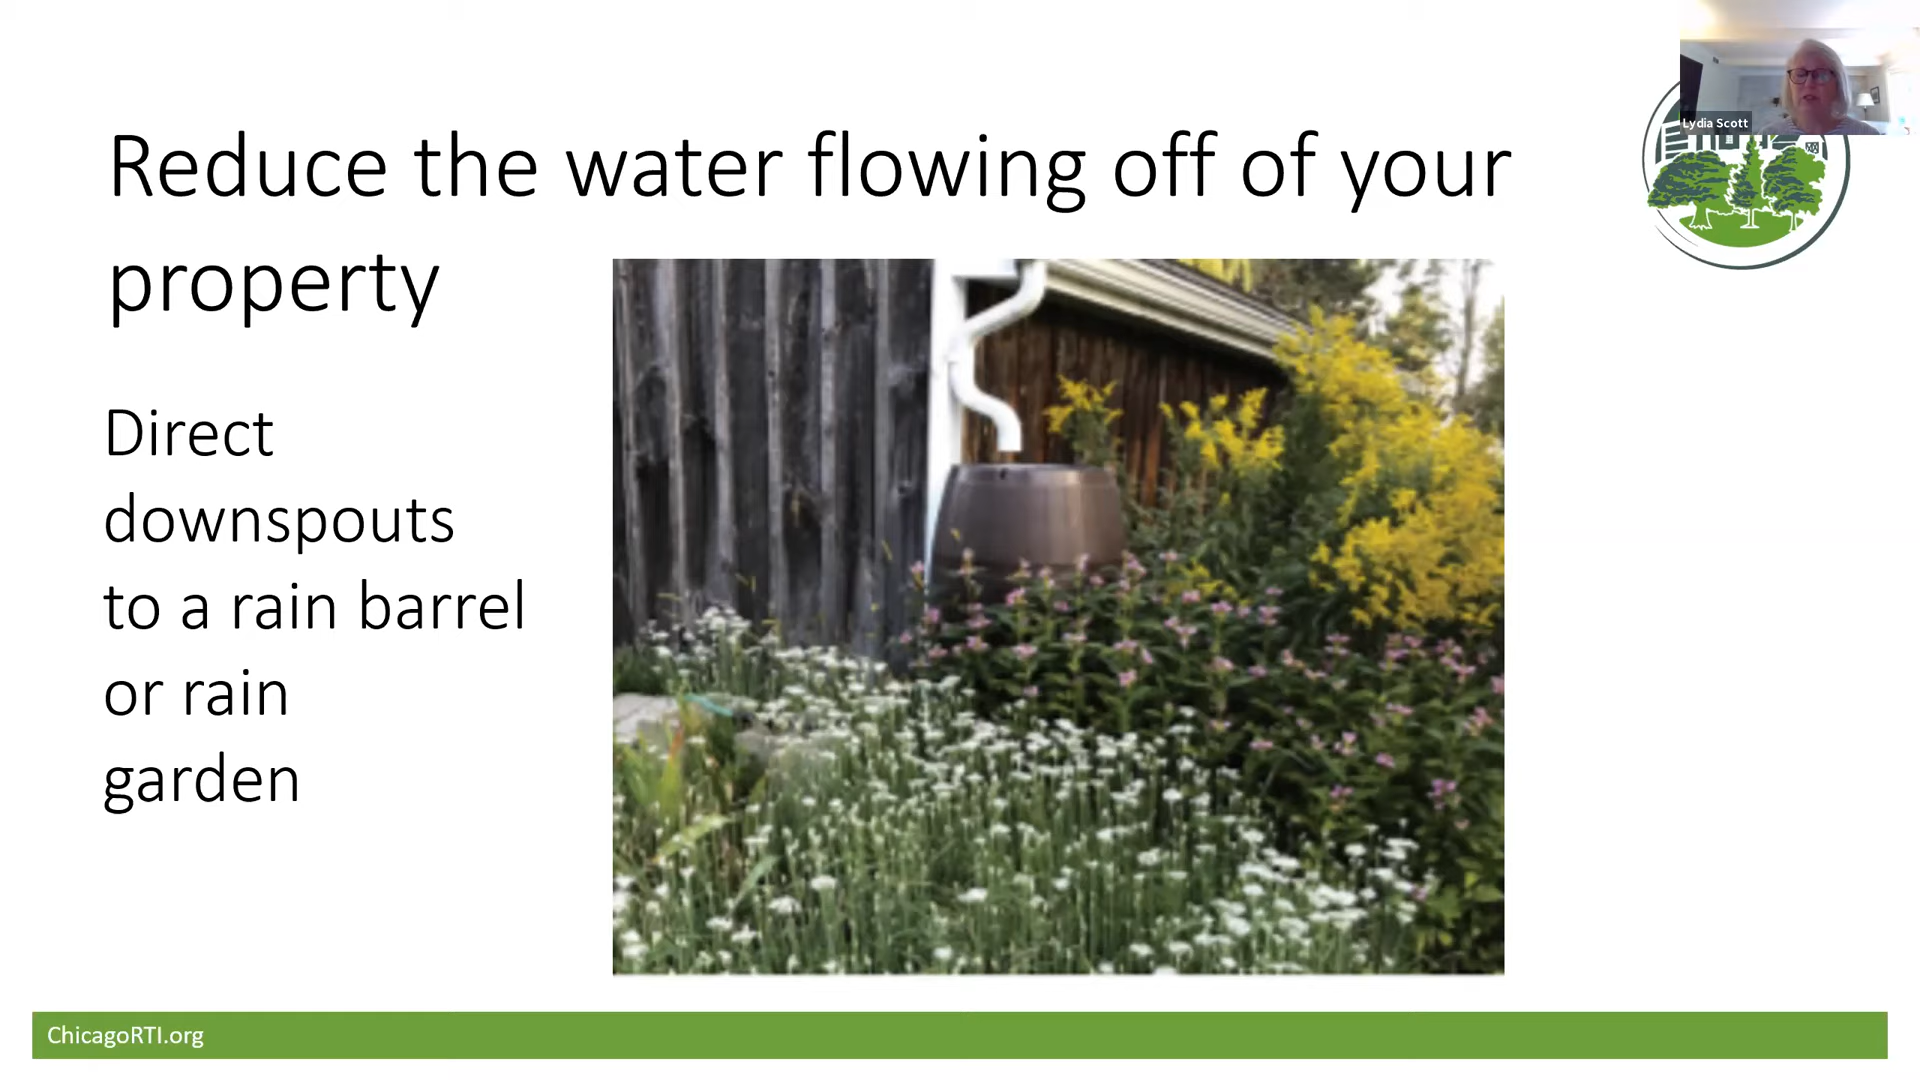 Lydia Scott
Reduce the water flowing off of your
property
Direct
downspouts
to a rain barrel
or rain
garden
ChicagoRTI.org